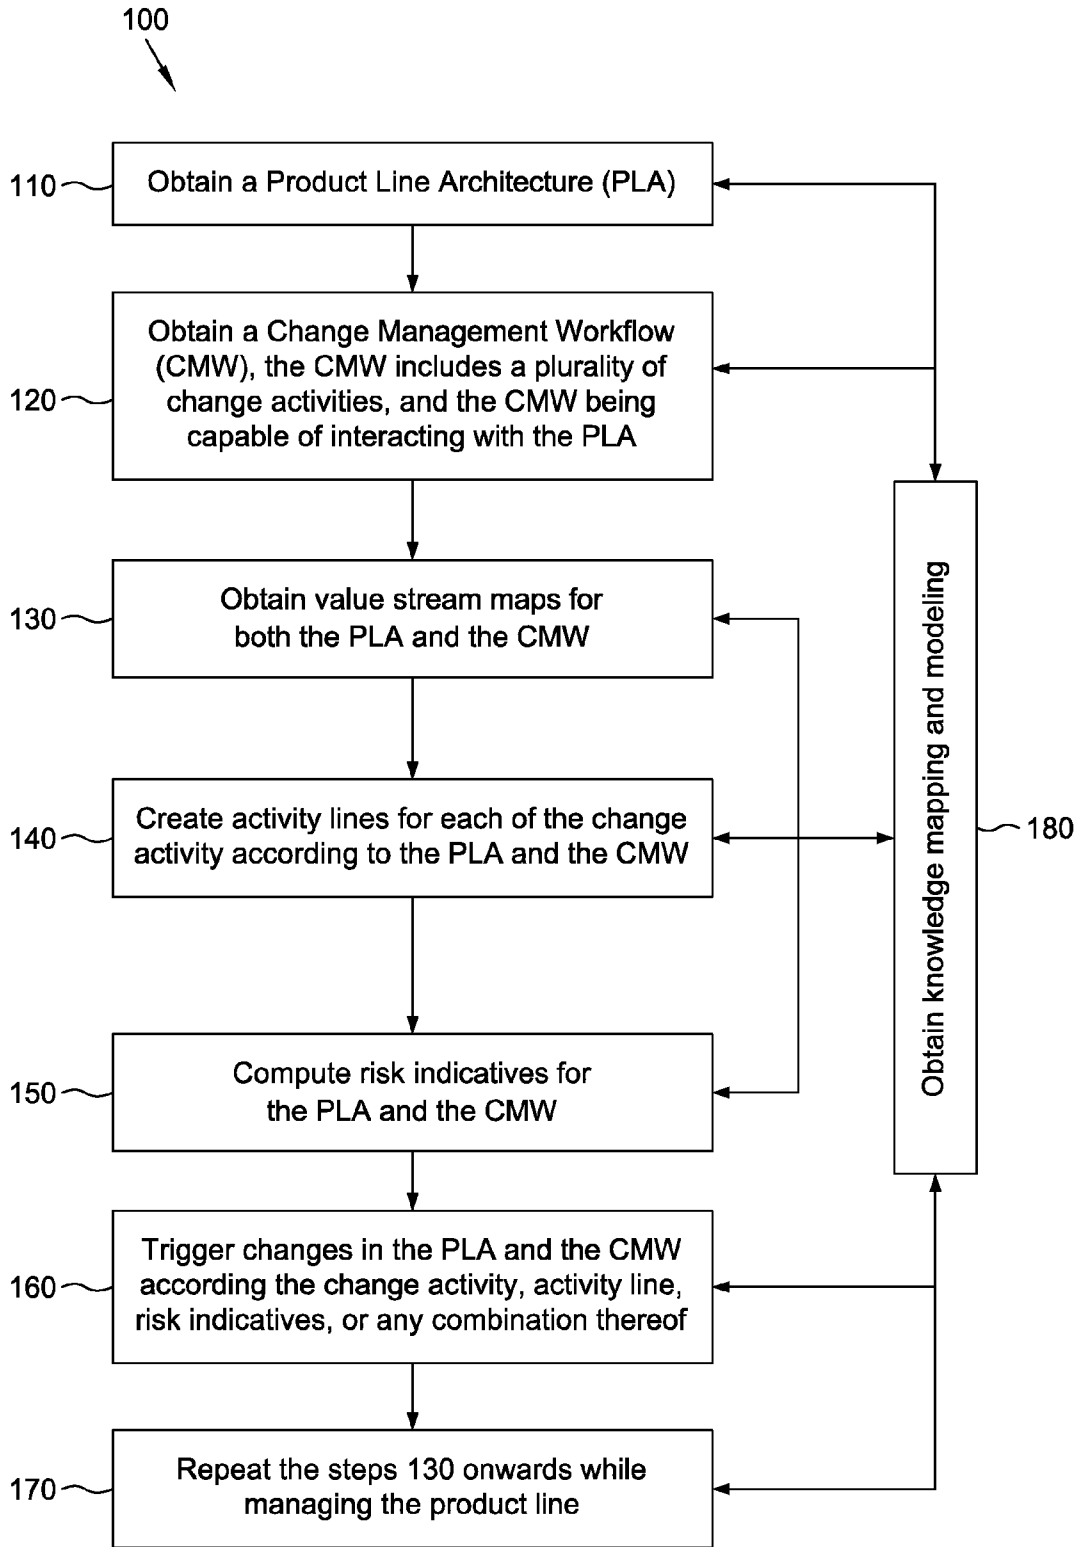 100
110
Obtain a Product Line Architecture (PLA)
120
Obtain a Change Management Workflow
(CMW), the CMW includes a plurality of
change activities, and the CMW being
capable of interacting with the PLA
130
Obtain value stream maps for
both the PLA and the CMW
140
Create activity lines for each of the change
activity according to the PLA and the CMW
150
Compute risk indicatives for
the PLA and the CMW
160
Trigger changes in the PLA and the CMW
according the change activity, activity line,
risk indicatives, or any combination thereof
170
Repeat the steps 130 onwards while
managing the product line
Obtain knowledge mapping and modeling
180